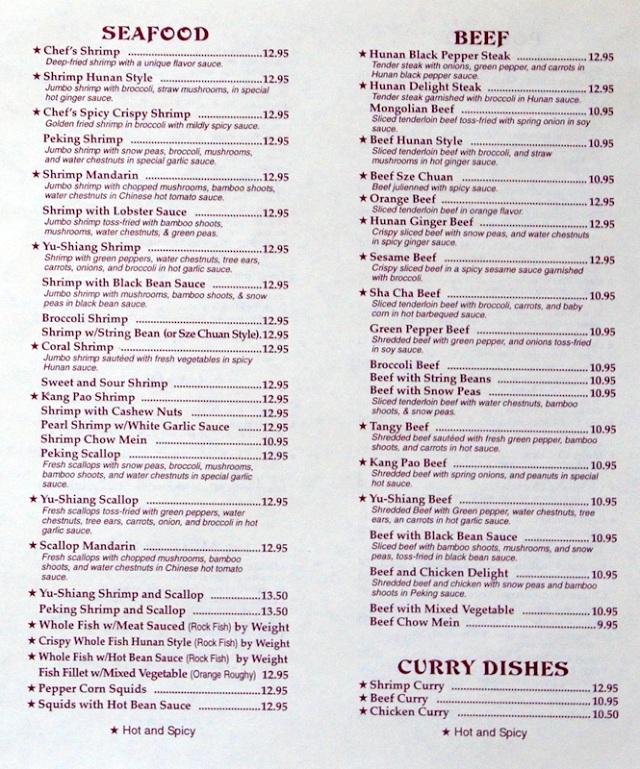 SEAFOOD
★ Chef's Shrimp ..........12.95
Deep-fried shrimp with a unique flavor sauce.
★ Shrimp Hunan Style ..........12.95
Jumbo shrimp with broccoli, straw mushrooms, in special
hot ginger sauce.
★ Chef's Spicy Crispy Shrimp ..........12.95
Golden fried shrimp in broccoli with mildly spicy sauce.
Peking Shrimp ..........12.95
Jumbo shrimp with snow peas, broccoli, mushrooms,
and water chestnuts in special garlic sauce.
★ Shrimp Mandarin ..........12.95
Jumbo shrimp with chopped mushrooms, bamboo shoots,
water chestnuts in Chinese hot tomato sauce.
Shrimp with Lobster Sauce ..........12.95
Jumbo shrimp toss-fried with bamboo shoots,
mushrooms, water chestnuts, & green peas.
★ Yu-Shiang Shrimp ..........12.95
Shrimp with green peppers, water chestnuts, tree ears,
carrots, onions, and broccoli in hot garlic sauce.
Shrimp with Black Bean Sauce ..........12.95
Jumbo shrimp with mushrooms, bamboo shoots, & snow
peas in black bean sauce.
Broccoli Shrimp ..........12.95
Shrimp w/String Bean (or Sze Chuan Style).12.95
★ Coral Shrimp ..........12.95
Jumbo shrimp sautéed with fresh vegetables in spicy
Hunan sauce.
Sweet and Sour Shrimp ..........12.95
★ Kang Pao Shrimp ..........12.95
Shrimp with Cashew Nuts ..........12.95
Pearl Shrimp w/White Garlic Sauce ..........12.95
Shrimp Chow Mein ..........10.95
Peking Scallop ..........12.95
Fresh scallops with snow peas, broccoli, mushrooms,
bamboo shoots, and water chestnuts in special garlic
sauce.
★ Yu-Shiang Scallop ..........12.95
Fresh scallops toss-fried with green peppers, water
chestnuts, tree ears, carrots, onion, and broccoli in hot
garlic sauce.
★ Scallop Mandarin ..........12.95
Fresh scallops with chopped mushrooms, bamboo
shoots, and water chestnuts in Chinese hot tomato
sauce.
★ Yu-Shiang Shrimp and Scallop ..........13.50
Peking Shrimp and Scallop ..........13.50
★ Whole Fish w/Meat Sauced (Rock Fish) by Weight
★ Crispy Whole Fish Hunan Style (Rock Fish) by Weight
★ Whole Fish w/Hot Bean Sauce (Rock Fish) by Weight
Fish Fillet w/Mixed Vegetable (Orange Roughy) 12.95
★ Pepper Corn Squids ..........12.95
★ Squids with Hot Bean Sauce ..........12.95
★ Hot and Spicy
BEEF
★ Hunan Black Pepper Steak ..........12.95
Tender steak with onions, green pepper, and carrots in
Hunan black pepper sauce.
★ Hunan Delight Steak ..........12.95
Tender steak garnished with broccoli in Hunan sauce.
Mongolian Beef ..........10.95
Sliced tenderloin beef toss-fried with spring onion in soy
sauce.
★ Beef Hunan Style ..........10.95
Sliced tenderloin beef with broccoli, and straw
mushrooms in hot ginger sauce.
★ Beef Sze Chuan ..........10.95
Beef julienned with spicy sauce.
★ Orange Beef ..........12.95
Sliced tenderloin beef in orange flavor.
★ Hunan Ginger Beef ..........12.95
Crispy sliced beef with snow peas, and water chestnuts
in spicy ginger sauce.
★ Sesame Beef ..........12.95
Crispy sliced beef in a spicy sesame sauce garnished
with broccoli.
★ Sha Cha Beef ..........10.95
Sliced tenderloin beef with broccoli, carrots, and baby
corn in hot barbequed sauce.
Green Pepper Beef ..........10.95
Shredded beef with green pepper, and onions toss-fried
in soy sauce.
Broccoli Beef ..........10.95
Beef with String Beans ..........10.95
Beef with Snow Peas ..........10.95
Sliced tenderloin beef with water chestnuts, bamboo
shoots, & snow peas.
★ Tangy Beef ..........10.95
Shredded beef sautéed with fresh green pepper, bamboo
shoots, and carrots in hot sauce.
★ Kang Pao Beef ..........10.95
Shredded beef with spring onions, and peanuts in special
hot sauce.
★ Yu-Shiang Beef ..........10.95
Shredded Beef with Green pepper, water chestnuts, tree
ears, an carrots in hot garlic sauce.
Beef with Black Bean Sauce ..........10.95
Sliced beef with bamboo shoots, mushrooms, and snow
peas, toss-fried in black bean sauce.
Beef and Chicken Delight ..........10.95
Shredded beef and chicken with snow peas and bamboo
shoots in Peking sauce.
Beef with Mixed Vegetable ..........10.95
Beef Chow Mein ..........9.95
CURRY DISHES
★ Shrimp Curry ..........12.95
★ Beef Curry ..........10.95
★ Chicken Curry ..........10.50
★ Hot and Spicy